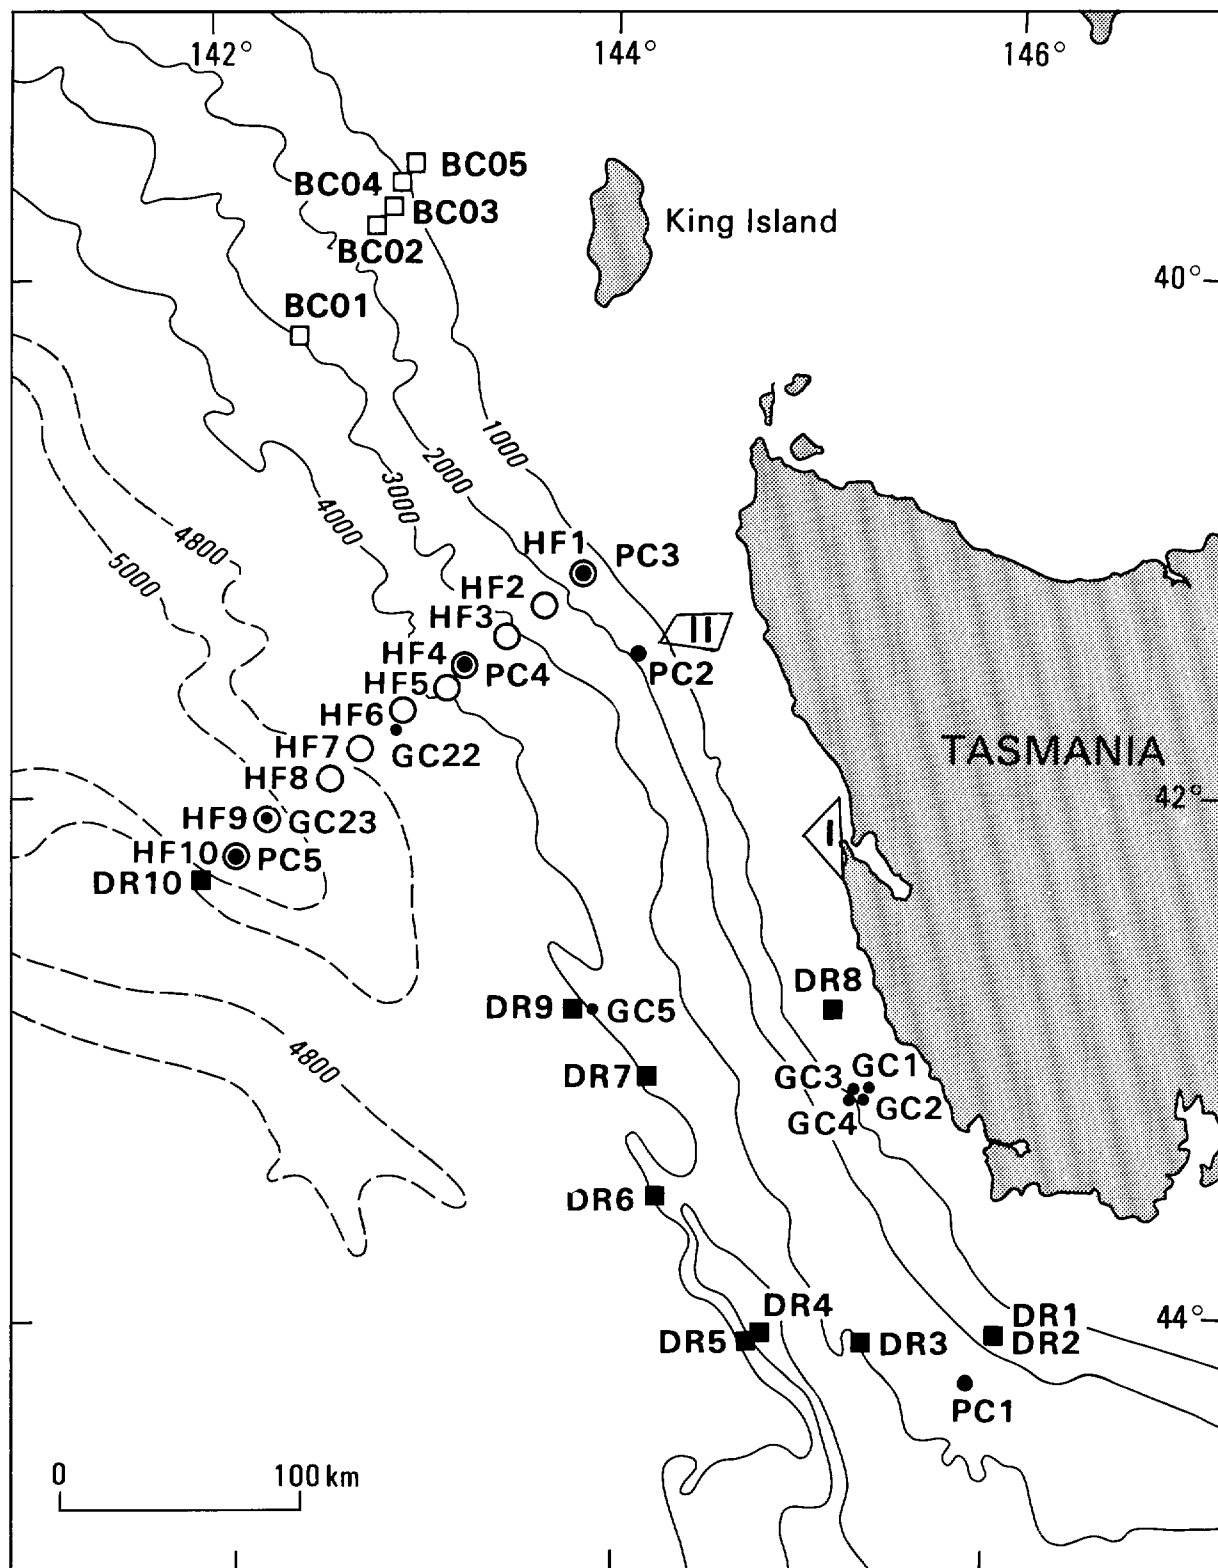 142° 144° 146°
BC05
BC04
BC03
BC02
King Island
40°
BC01
1000
2000
3000
4000
4800
5000
HF1 PC3
HF2
HF3
II
HF4
PC4
PC2
HF5
HF6
GC22
HF7
HF8
TASMANIA
42°
I
HF9 GC23
HF10 PC5
DR10
DR8
DR9 GC5
4800
DR7
GC3 GC1
GC4 GC2
DR6
DR4
DR1
44°
DR5
DR3
DR2
PC1
0 100 km